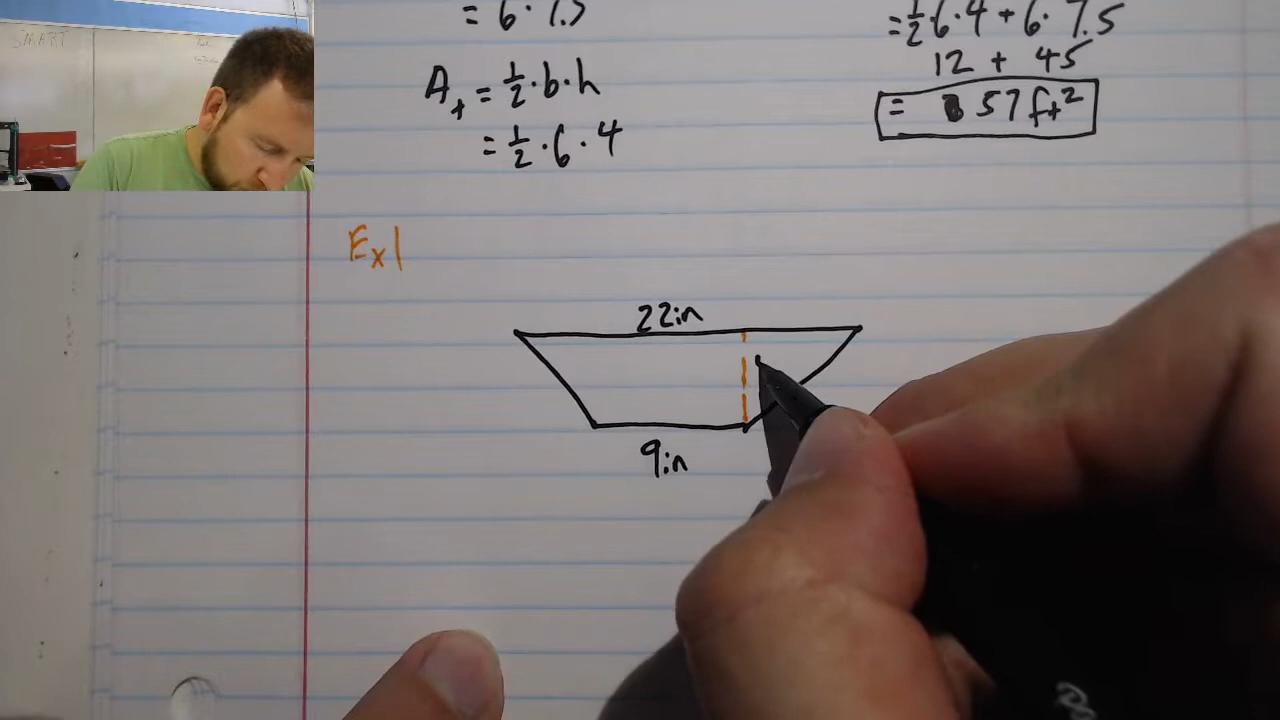 SMART
= 6 · 7.5
A_t = 1/2 · b · h
= 1/2 · 6 · 4
= 1/2 · 6 · 4 + 6 · 7.5
12 + 45
= 57 ft²
Ex 1
22in
9in